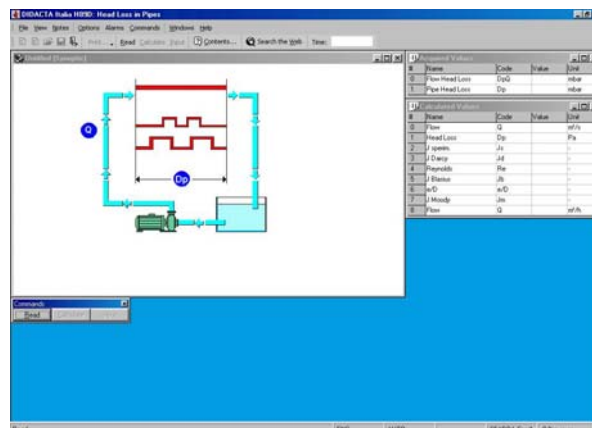 DIDACTA Italia H89D: Head Loss in Pipes
File View Notes Options Alarms Commands Windows Help
Print... Read Calculate Input Contents... Search the Web Time:
Untitled (Synoptic)
Q
Dp
Acquired Values
# Name Code Value Unit
0 Flow Head Loss DpQ mbar
1 Pipe Head Loss Dp mbar
Calculated Values
# Name Code Value Unit
0 Flow Q m³/s
1 Head Loss Dp Pa
2 J sperim. Js -
3 J Darcy Jd -
4 Reynolds Re -
5 J Blasius Jb -
6 e/D e/D -
7 J Moody Jm -
8 Flow Q m³/h
Commands
Read Calculate